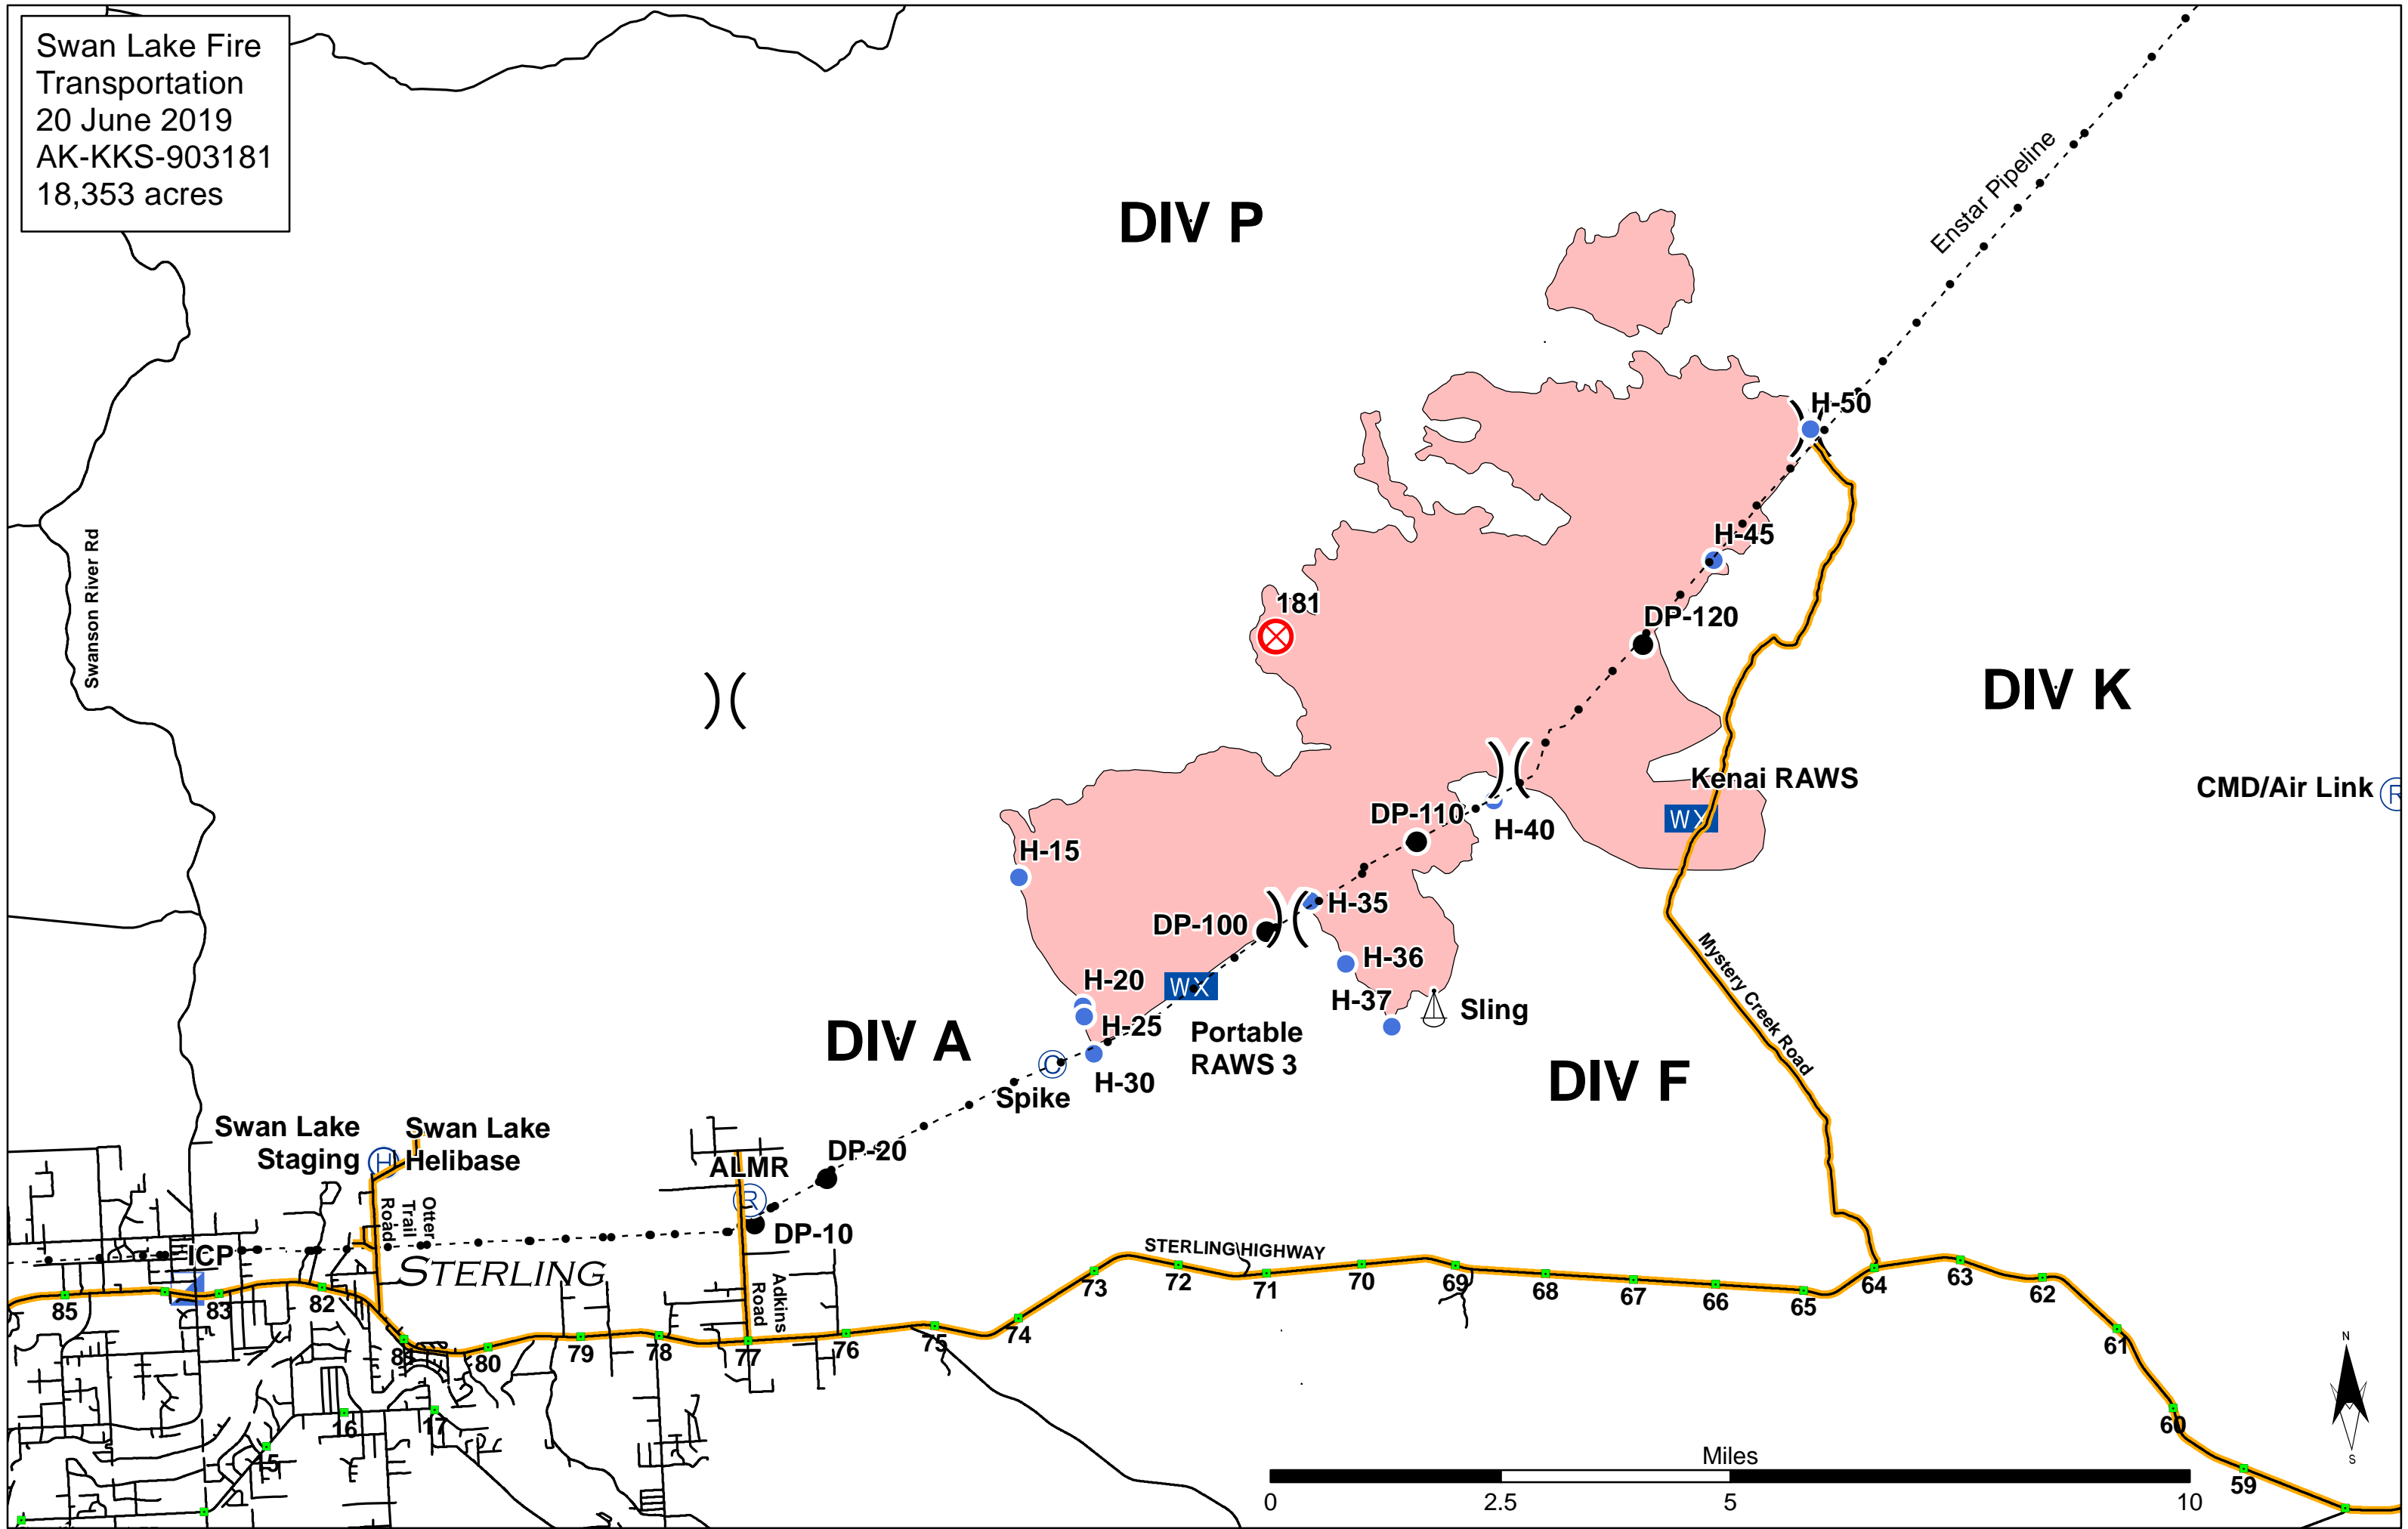 Swan Lake Fire
Transportation
20 June 2019
AK-KKS-903181
18,353 acres
DIV P
Enstar Pipeline
H-50
H-45
181
DP-120
Swanson River Rd
DIV K
)(
Kenai RAWS
CMD/Air Link
R
WX
DP-110
H-40
H-15
H-35
DP-100
H-36
H-20
WX
H-37
Sling
H-25
Portable
RAWS 3
DIV A
Mystery Creek Road
C
H-30
Spike
DIV F
Swan Lake
Staging
H
Swan Lake
Helibase
DP-20
ALMR
R
DP-10
Otter
Trail
Road
ICP
STERLING
Adkins
Road
STERLING HIGHWAY
85
83
82
81
80
79
78
77
76
75
74
73
72
71
70
69
68
67
66
65
64
63
62
61
60
59
15
16
17
N
S
Miles
0
2.5
5
10